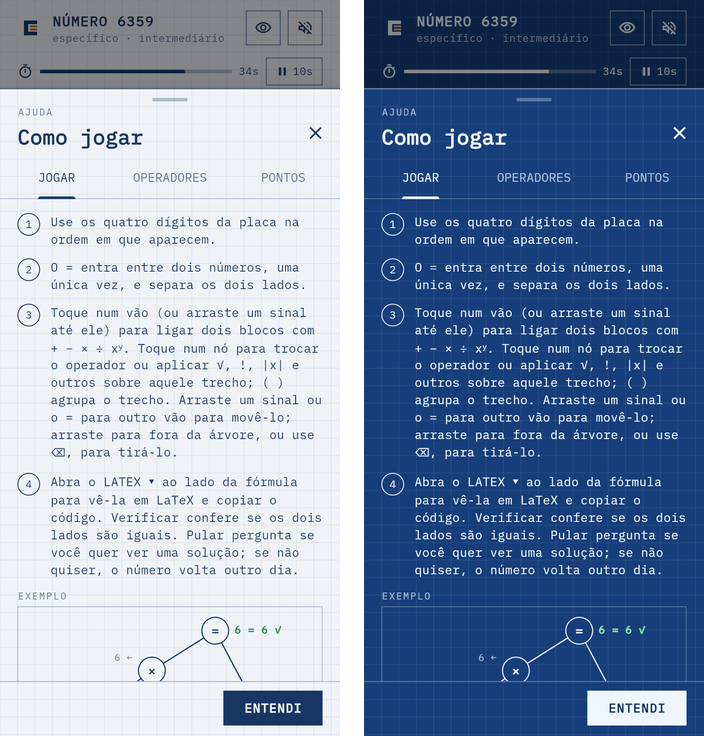 NÚMERO 6359
específico · intermediário
34s
10s
AJUDA
Como jogar
JOGAR OPERADORES PONTOS
1 Use os quatro dígitos da placa na
ordem em que aparecem.
2 O = entra entre dois números, uma
única vez, e separa os dois lados.
3 Toque num vão (ou arraste um sinal
até ele) para ligar dois blocos com
+ − × ÷ xʸ. Toque num nó para trocar
o operador ou aplicar √, !, |x| e
outros sobre aquele trecho; ( )
agrupa o trecho. Arraste um sinal ou
o = para outro vão para movê-lo;
arraste para fora da árvore, ou use
⌫, para tirá-lo.
4 Abra o LATEX ▾ ao lado da fórmula
para vê-la em LaTeX e copiar o
código. Verificar confere se os dois
lados são iguais. Pular pergunta se
você quer ver uma solução; se não
quiser, o número volta outro dia.
EXEMPLO
= 6 = 6 √
6 ←
×
ENTENDI
NÚMERO 6359
específico · intermediário
34s
10s
AJUDA
Como jogar
JOGAR OPERADORES PONTOS
1 Use os quatro dígitos da placa na
ordem em que aparecem.
2 O = entra entre dois números, uma
única vez, e separa os dois lados.
3 Toque num vão (ou arraste um sinal
até ele) para ligar dois blocos com
+ − × ÷ xʸ. Toque num nó para trocar
o operador ou aplicar √, !, |x| e
outros sobre aquele trecho; ( )
agrupa o trecho. Arraste um sinal ou
o = para outro vão para movê-lo;
arraste para fora da árvore, ou use
⌫, para tirá-lo.
4 Abra o LATEX ▾ ao lado da fórmula
para vê-la em LaTeX e copiar o
código. Verificar confere se os dois
lados são iguais. Pular pergunta se
você quer ver uma solução; se não
quiser, o número volta outro dia.
EXEMPLO
= 6 = 6 √
6 ←
×
ENTENDI